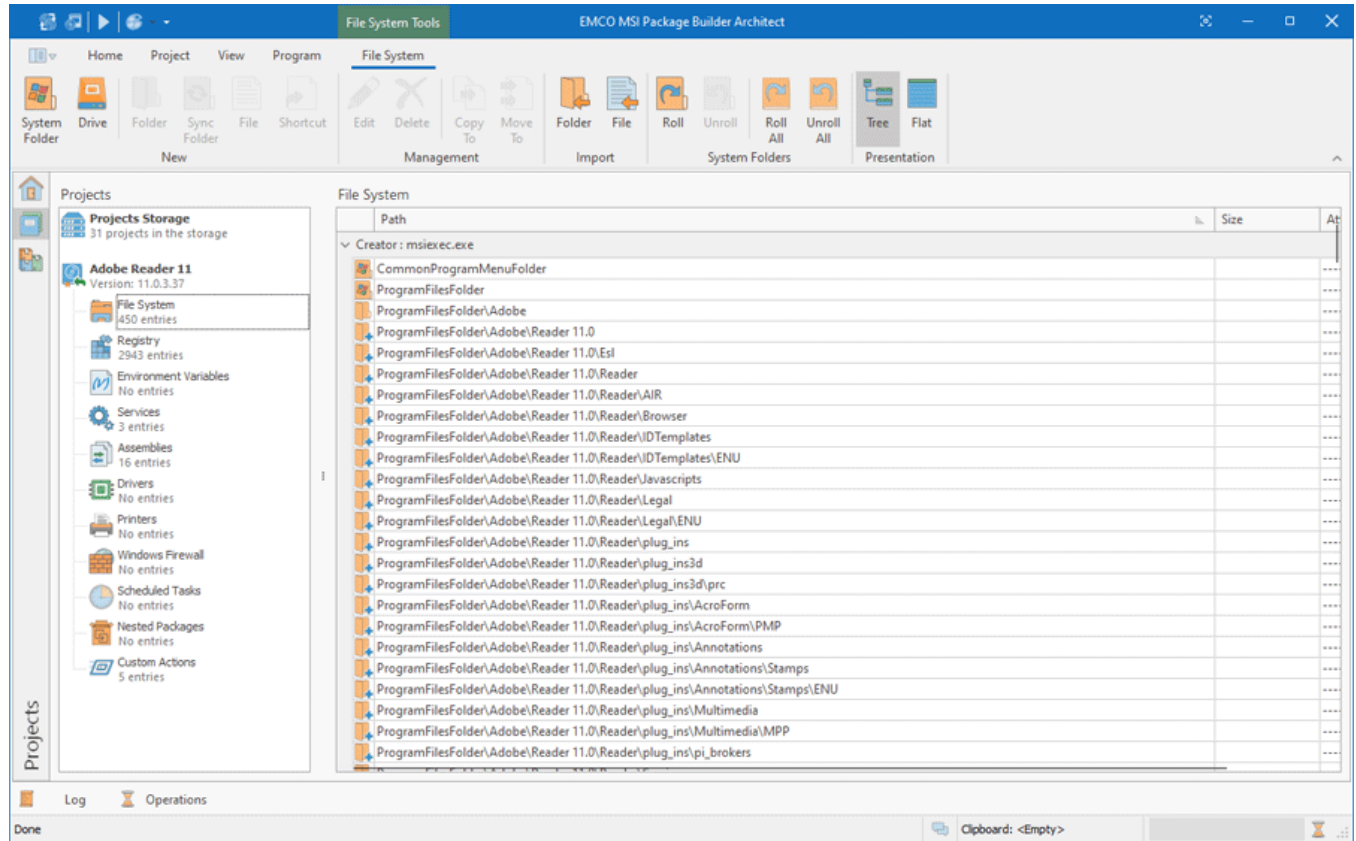 File System Tools
EMCO MSI Package Builder Architect
Home Project View Program File System
System Folder
Drive
Folder
Sync Folder
File
Shortcut
Edit
Delete
Copy To
Move To
Folder
File
Roll
Unroll
Roll All
Unroll All
Tree
Flat
New
Management
Import
System Folders
Presentation
Projects
Projects Storage
31 projects in the storage
Adobe Reader 11
Version: 11.0.3.37
File System
450 entries
Registry
2943 entries
Environment Variables
No entries
Services
3 entries
Assemblies
16 entries
Drivers
No entries
Printers
No entries
Windows Firewall
No entries
Scheduled Tasks
No entries
Nested Packages
No entries
Custom Actions
5 entries
Projects
File System
Path Size At
Creator : msiexec.exe
CommonProgramMenuFolder
ProgramFilesFolder
ProgramFilesFolder\Adobe
ProgramFilesFolder\Adobe\Reader 11.0
ProgramFilesFolder\Adobe\Reader 11.0\Esl
ProgramFilesFolder\Adobe\Reader 11.0\Reader
ProgramFilesFolder\Adobe\Reader 11.0\Reader\AIR
ProgramFilesFolder\Adobe\Reader 11.0\Reader\Browser
ProgramFilesFolder\Adobe\Reader 11.0\Reader\IDTemplates
ProgramFilesFolder\Adobe\Reader 11.0\Reader\IDTemplates\ENU
ProgramFilesFolder\Adobe\Reader 11.0\Reader\Javascripts
ProgramFilesFolder\Adobe\Reader 11.0\Reader\Legal
ProgramFilesFolder\Adobe\Reader 11.0\Reader\Legal\ENU
ProgramFilesFolder\Adobe\Reader 11.0\Reader\plug_ins
ProgramFilesFolder\Adobe\Reader 11.0\Reader\plug_ins3d
ProgramFilesFolder\Adobe\Reader 11.0\Reader\plug_ins3d\prc
ProgramFilesFolder\Adobe\Reader 11.0\Reader\plug_ins\AcroForm
ProgramFilesFolder\Adobe\Reader 11.0\Reader\plug_ins\AcroForm\PMP
ProgramFilesFolder\Adobe\Reader 11.0\Reader\plug_ins\Annotations
ProgramFilesFolder\Adobe\Reader 11.0\Reader\plug_ins\Annotations\Stamps
ProgramFilesFolder\Adobe\Reader 11.0\Reader\plug_ins\Annotations\Stamps\ENU
ProgramFilesFolder\Adobe\Reader 11.0\Reader\plug_ins\Multimedia
ProgramFilesFolder\Adobe\Reader 11.0\Reader\plug_ins\Multimedia\MPP
ProgramFilesFolder\Adobe\Reader 11.0\Reader\plug_ins\pi_brokers
Log Operations
Done Clipboard: <Empty>